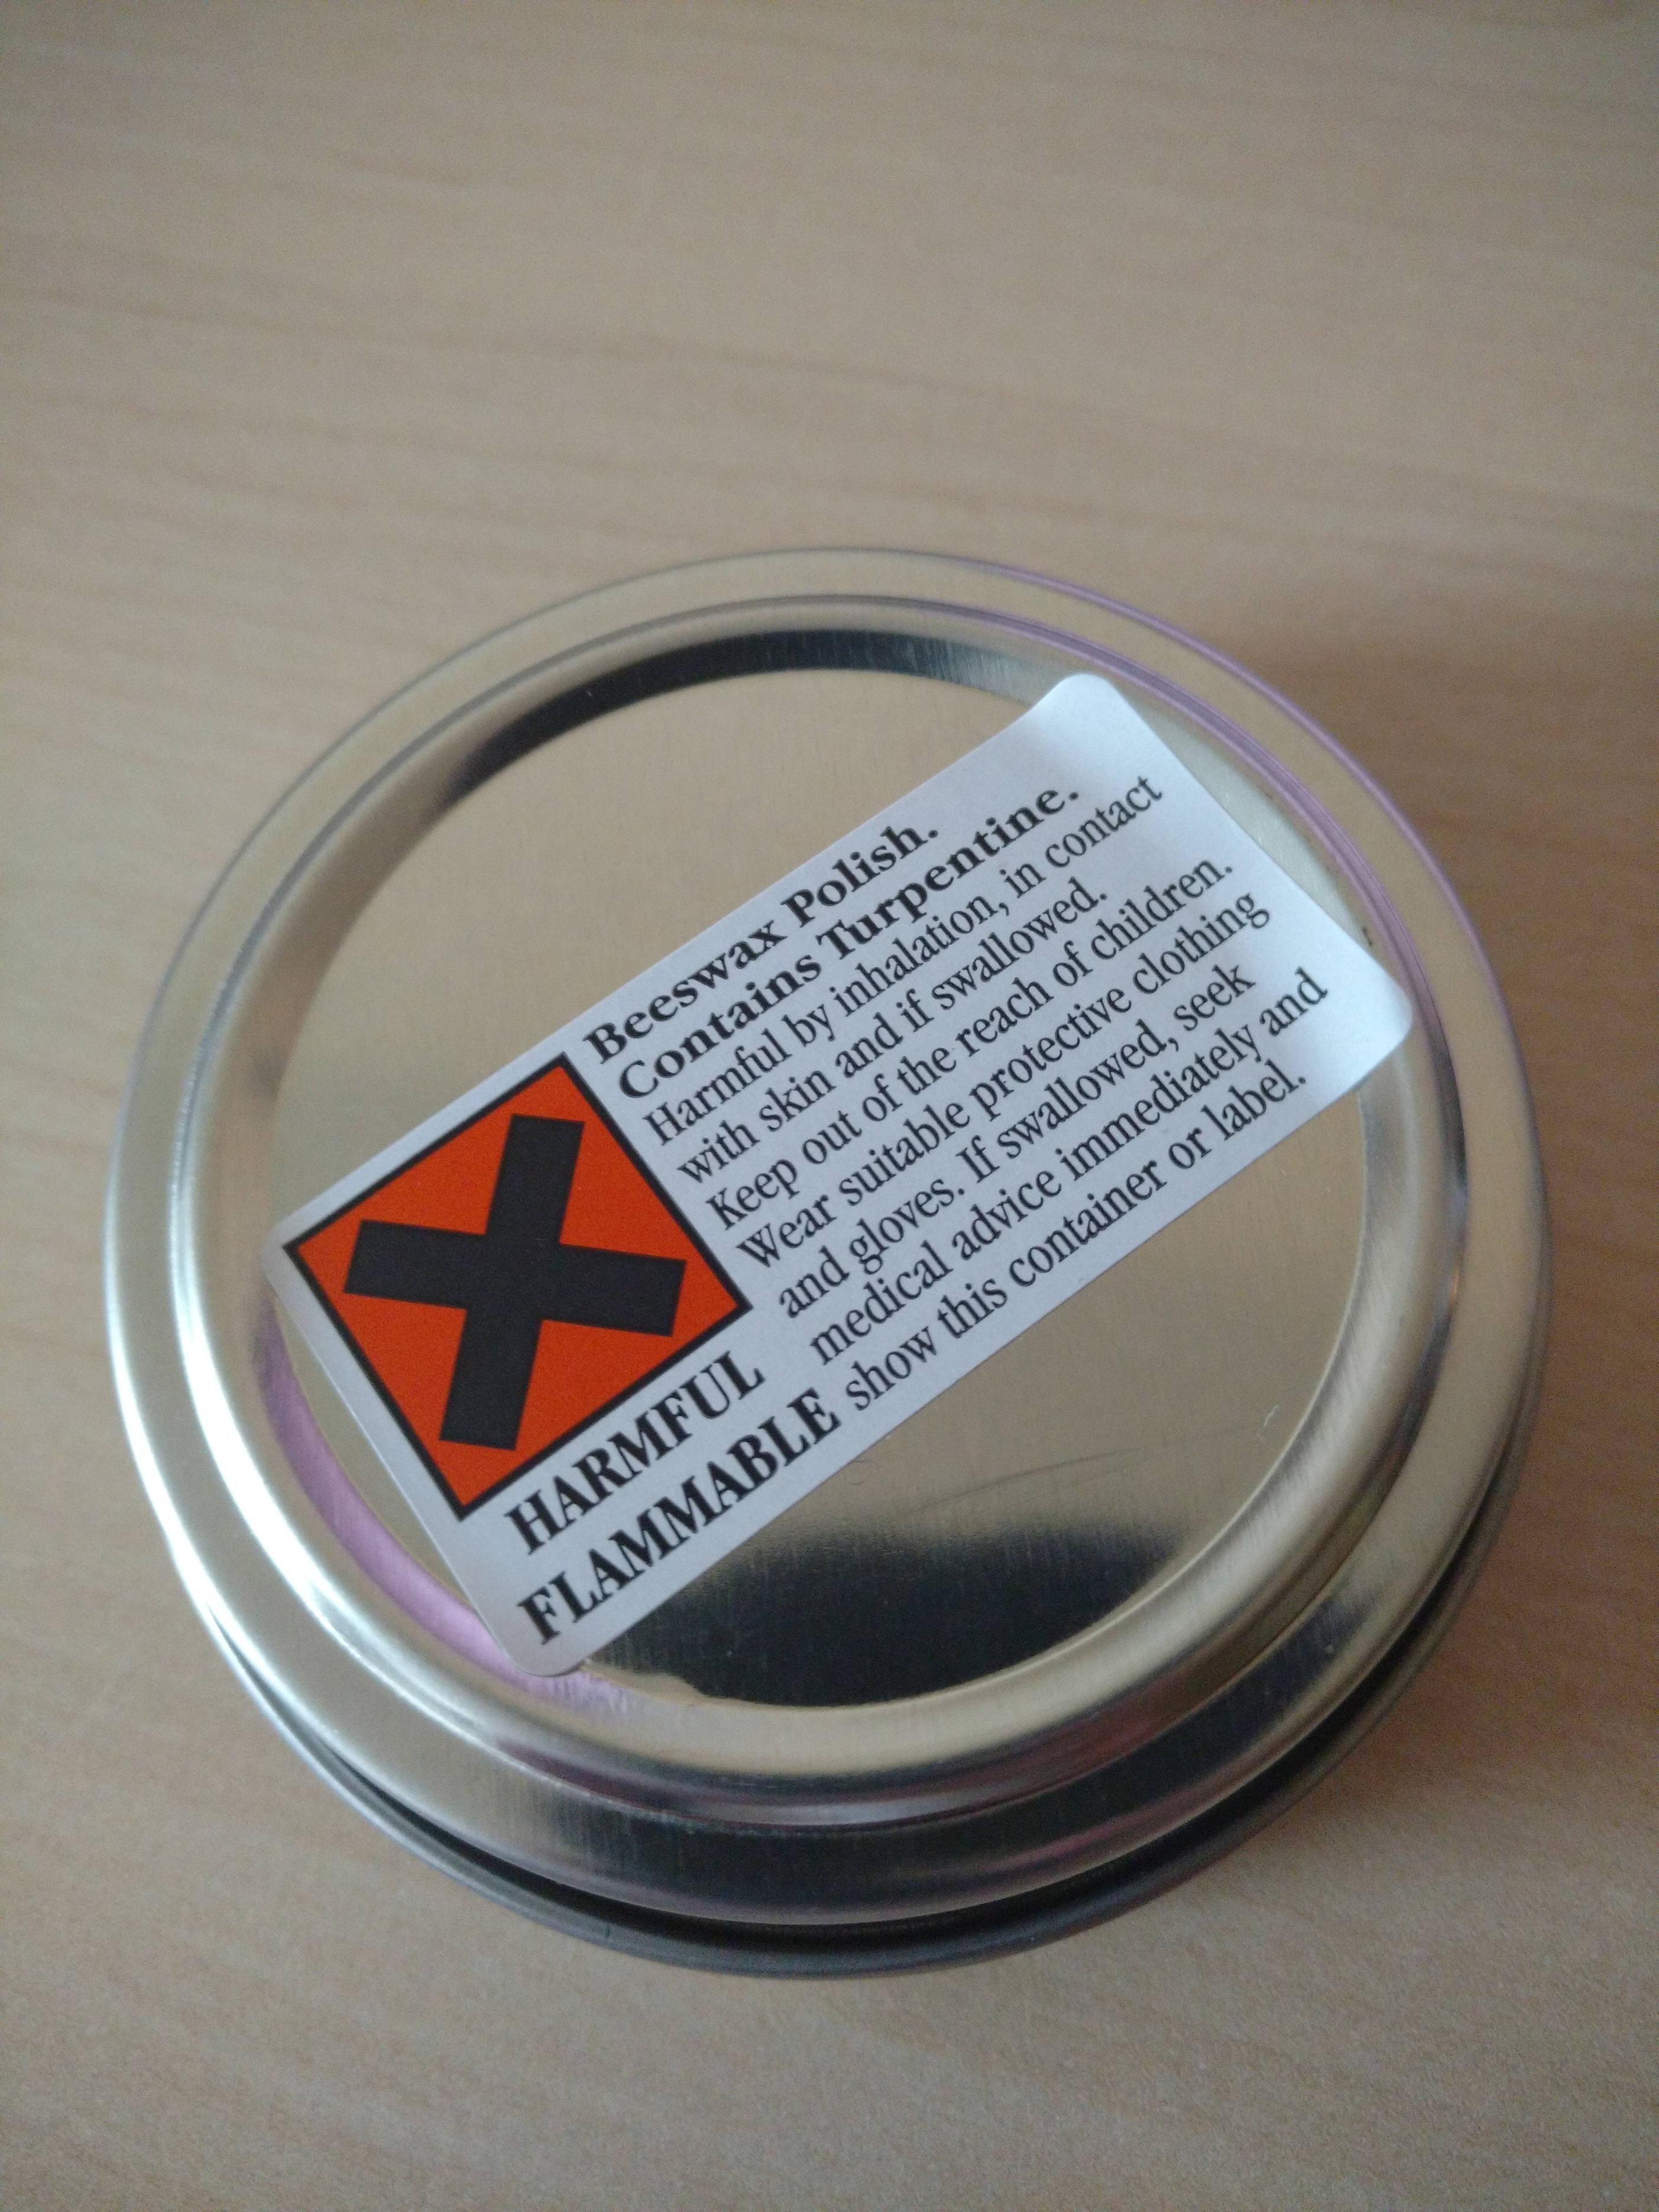 Beeswax Polish.
Contains Turpentine.
Harmful by inhalation, in contact
with skin and if swallowed.
Keep out of the reach of children.
Wear suitable protective clothing
and gloves. If swallowed, seek
medical advice immediately and
show this container or label.
HARMFUL
FLAMMABLE